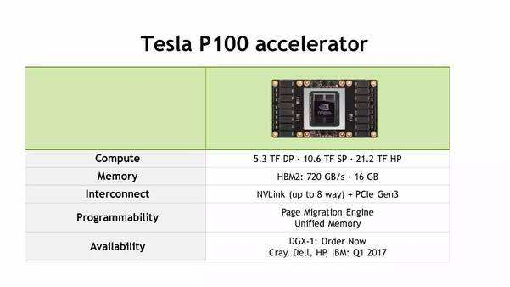 Tesla P100 accelerator
Compute
5.3 TF DP · 10.6 TF SP · 21.2 TF HP
Memory
HBM2: 720 GB/s · 16 GB
Interconnect
NVLink (up to 8 way) + PCIe Gen3
Programmability
Page Migration Engine
Unified Memory
Availability
DGX-1: Order Now
Cray, Dell, HP, IBM: Q1 2017